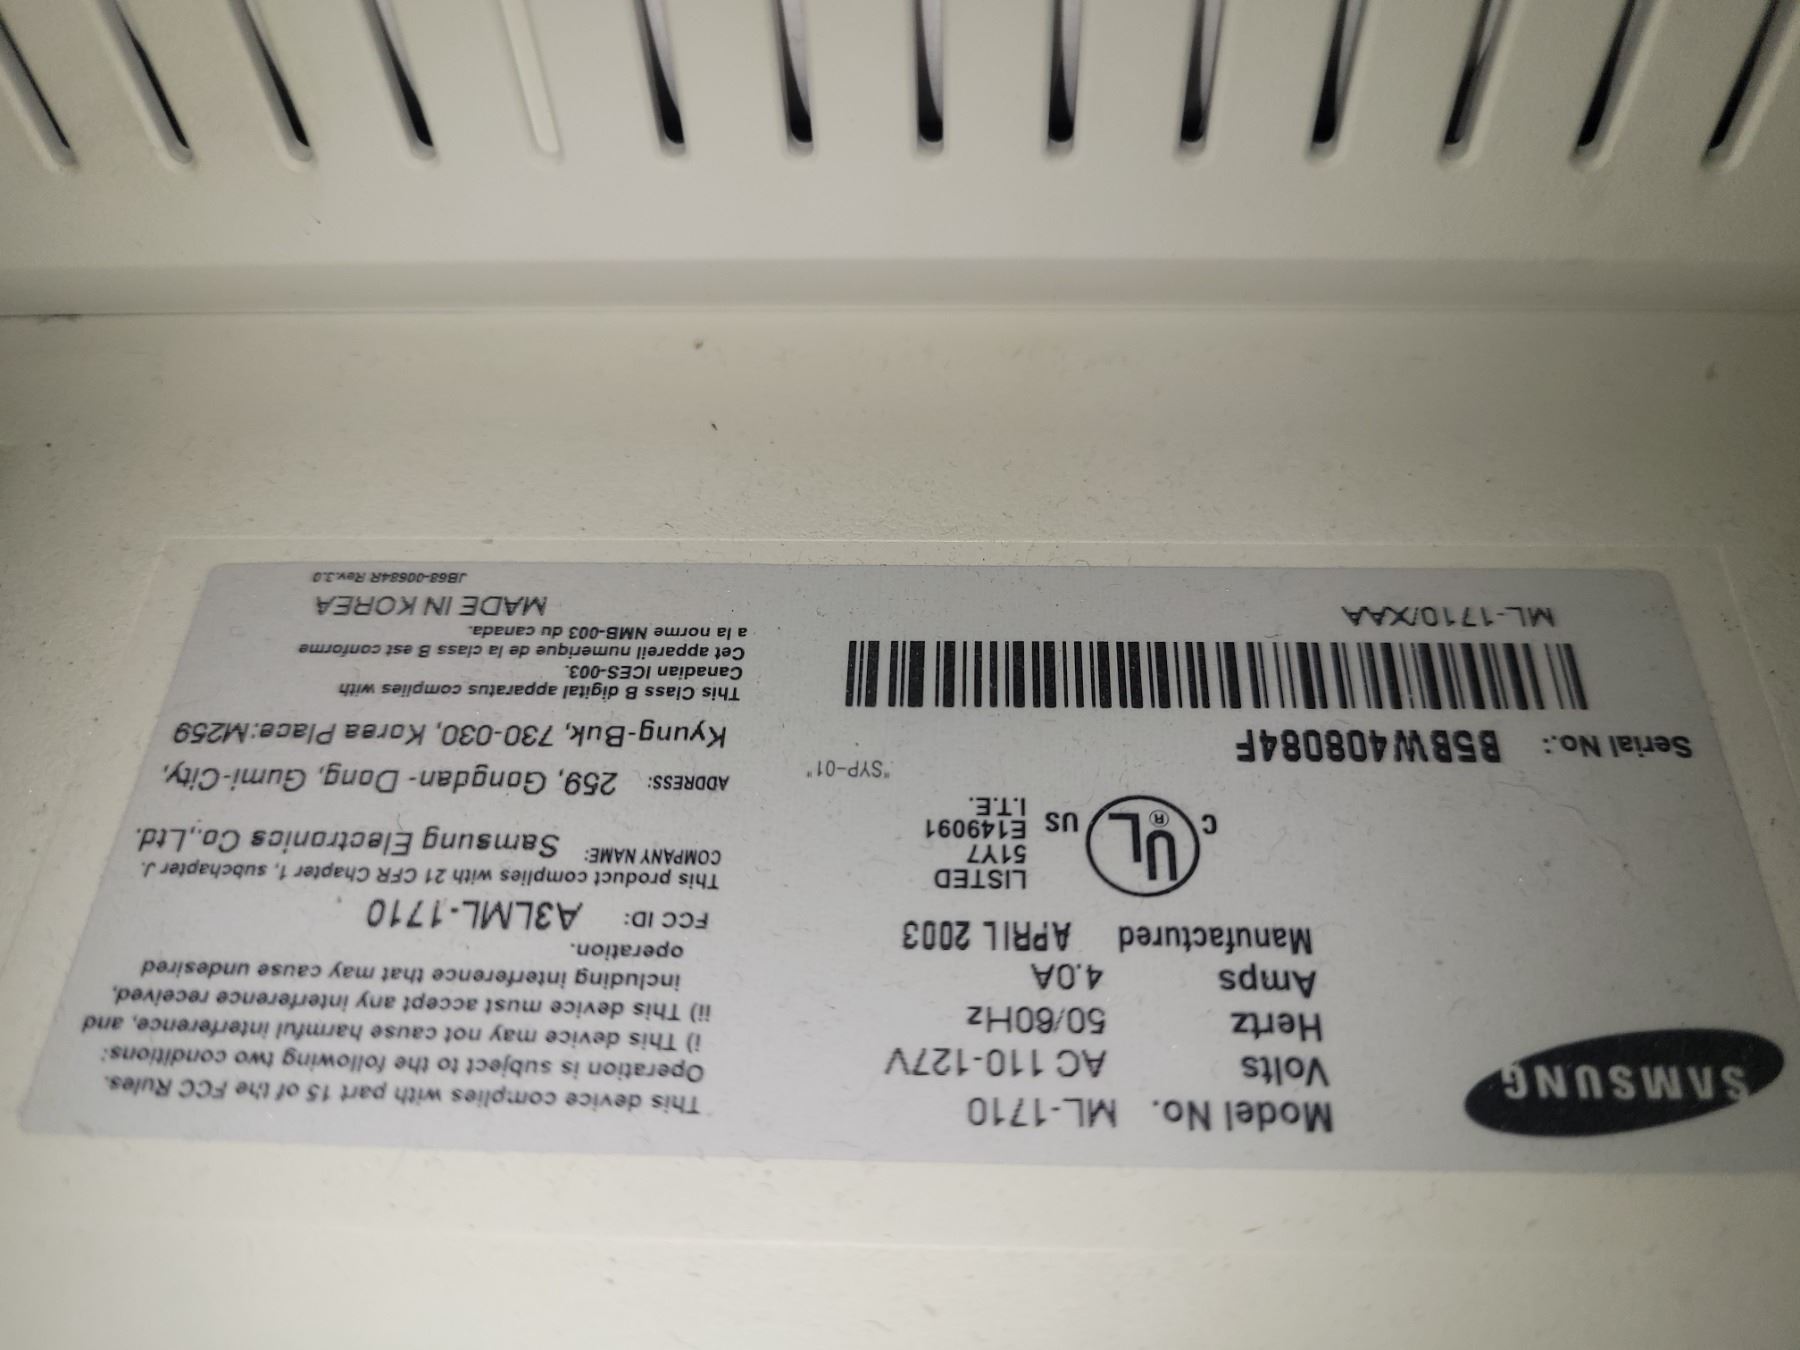 SAMSUNG
Model No. ML-1710
Volts AC 110-127V
Hertz 50/60Hz
Amps 4.0A
Manufactured APRIL 2003
C UL ® US
LISTED
51Y7
E149091
I.T.E.
"SYP-01"
Serial No.: B5BW408084F
ML-1710/XAA
This device complies with part 15 of the FCC Rules.
Operation is subject to the following two conditions:
i) This device may not cause harmful interference, and
ii) This device must accept any interference received,
including interference that may cause undesired
operation.
FCC ID: A3LML-1710
This product complies with 21 CFR Chapter 1, subchapter J.
COMPANY NAME: Samsung Electronics Co.,Ltd.
ADDRESS: 259, Gongdan- Dong, Gumi-City,
Kyung-Buk, 730-030, Korea Place:M259
This Class B digital apparatus complies with
Canadian ICES-003.
Cet appareil numerique de la class B est conforme
a la norme NMB-003 du canada.
MADE IN KOREA
JB68-00684R Rev.3.0